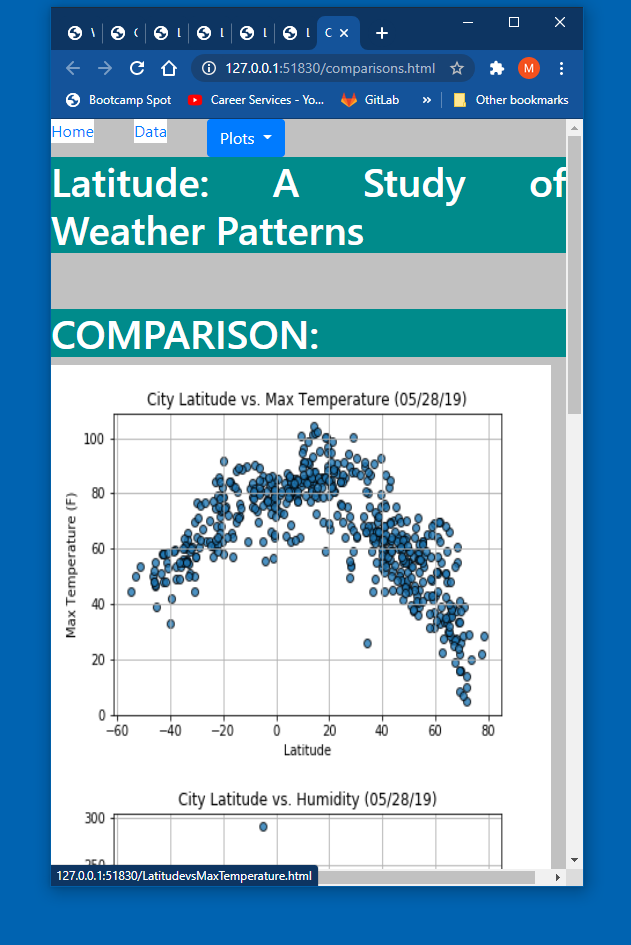 127.0.0.1:51830/comparisons.html
M
Bootcamp Spot
Career Services - Yo...
GitLab
»
Other bookmarks
Home
Data
Plots
Latitude: A Study of
Weather Patterns
COMPARISON:
City Latitude vs. Max Temperature (05/28/19)
100
80
60
40
20
0
Max Temperature (F)
−60 −40 −20 0 20 40 60 80
Latitude
City Latitude vs. Humidity (05/28/19)
300
250
127.0.0.1:51830/LatitudevsMaxTemperature.html